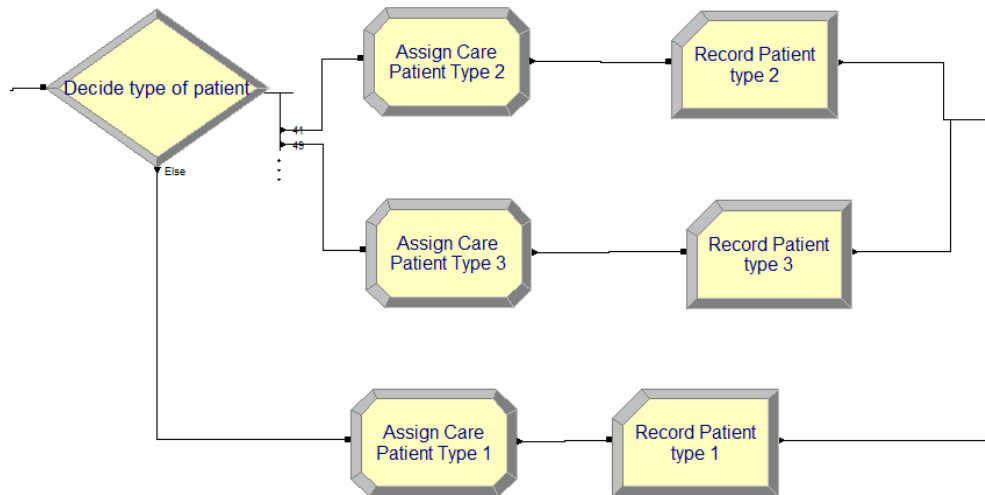 Decide type of patient
41
49
Else
Assign Care
Patient Type 2
Record Patient
type 2
Assign Care
Patient Type 3
Record Patient
type 3
Assign Care
Patient Type 1
Record Patient
type 1